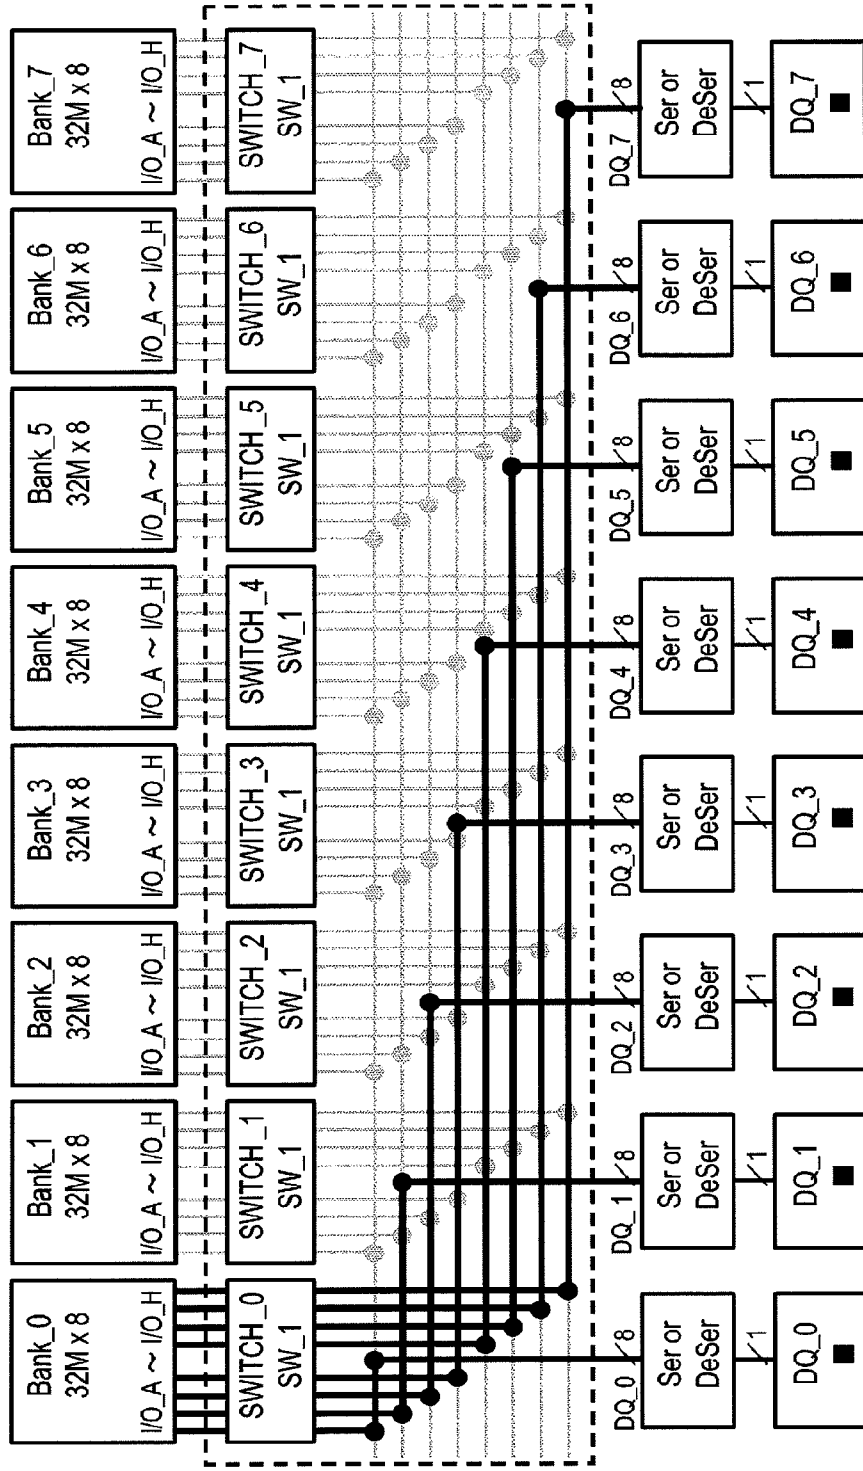 Bank_0
32M x 8
I/O_A ~ I/O_H
Bank_1
32M x 8
I/O_A ~ I/O_H
Bank_2
32M x 8
I/O_A ~ I/O_H
Bank_3
32M x 8
I/O_A ~ I/O_H
Bank_4
32M x 8
I/O_A ~ I/O_H
Bank_5
32M x 8
I/O_A ~ I/O_H
Bank_6
32M x 8
I/O_A ~ I/O_H
Bank_7
32M x 8
I/O_A ~ I/O_H
SWITCH_0
SW_1
SWITCH_1
SW_1
SWITCH_2
SW_1
SWITCH_3
SW_1
SWITCH_4
SW_1
SWITCH_5
SW_1
SWITCH_6
SW_1
SWITCH_7
SW_1
DQ_0
8
DQ_1
8
DQ_2
8
DQ_3
8
DQ_4
8
DQ_5
8
DQ_6
8
DQ_7
8
Ser or
DeSer
Ser or
DeSer
Ser or
DeSer
Ser or
DeSer
Ser or
DeSer
Ser or
DeSer
Ser or
DeSer
Ser or
DeSer
1
1
1
1
1
1
1
1
DQ_0
DQ_1
DQ_2
DQ_3
DQ_4
DQ_5
DQ_6
DQ_7